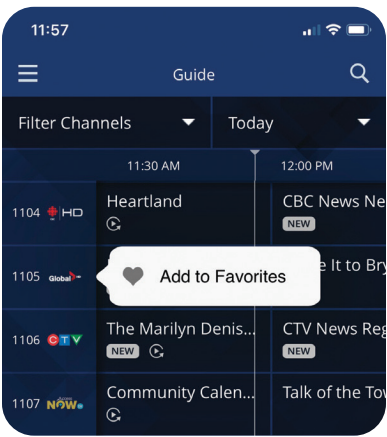 11:57
Guide
Filter Channels
Today
11:30 AM
12:00 PM
1104 HD
Heartland
CBC News Ne
NEW
1105 Global
Add to Favorites
e It to Bry
1106 CTV
The Marilyn Denis...
CTV News Reg
NEW
NEW
1107 NOW
Community Calen...
Talk of the Tow